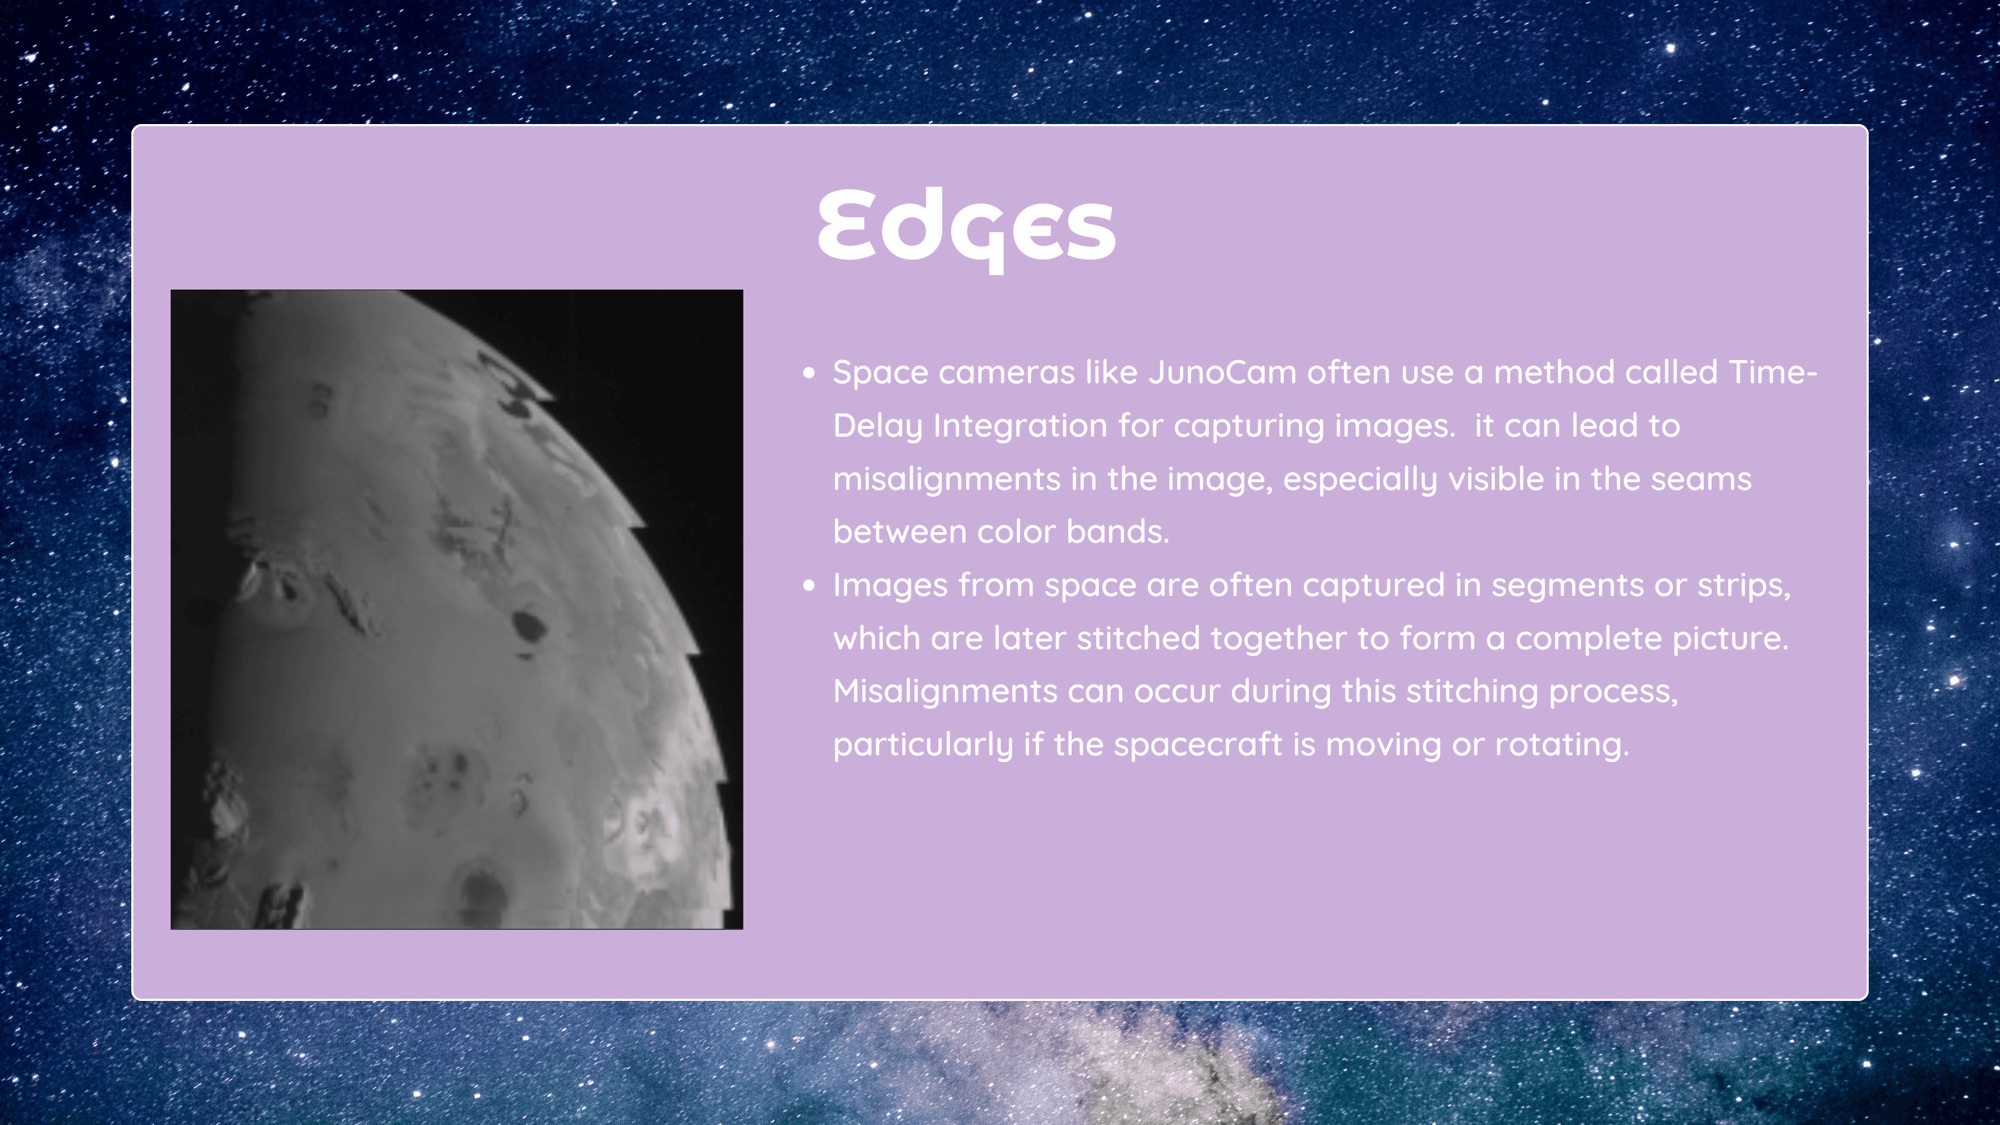 Edges
• Space cameras like JunoCam often use a method called Time-
Delay Integration for capturing images.  it can lead to
misalignments in the image, especially visible in the seams
between color bands.
• Images from space are often captured in segments or strips,
which are later stitched together to form a complete picture.
Misalignments can occur during this stitching process,
particularly if the spacecraft is moving or rotating.